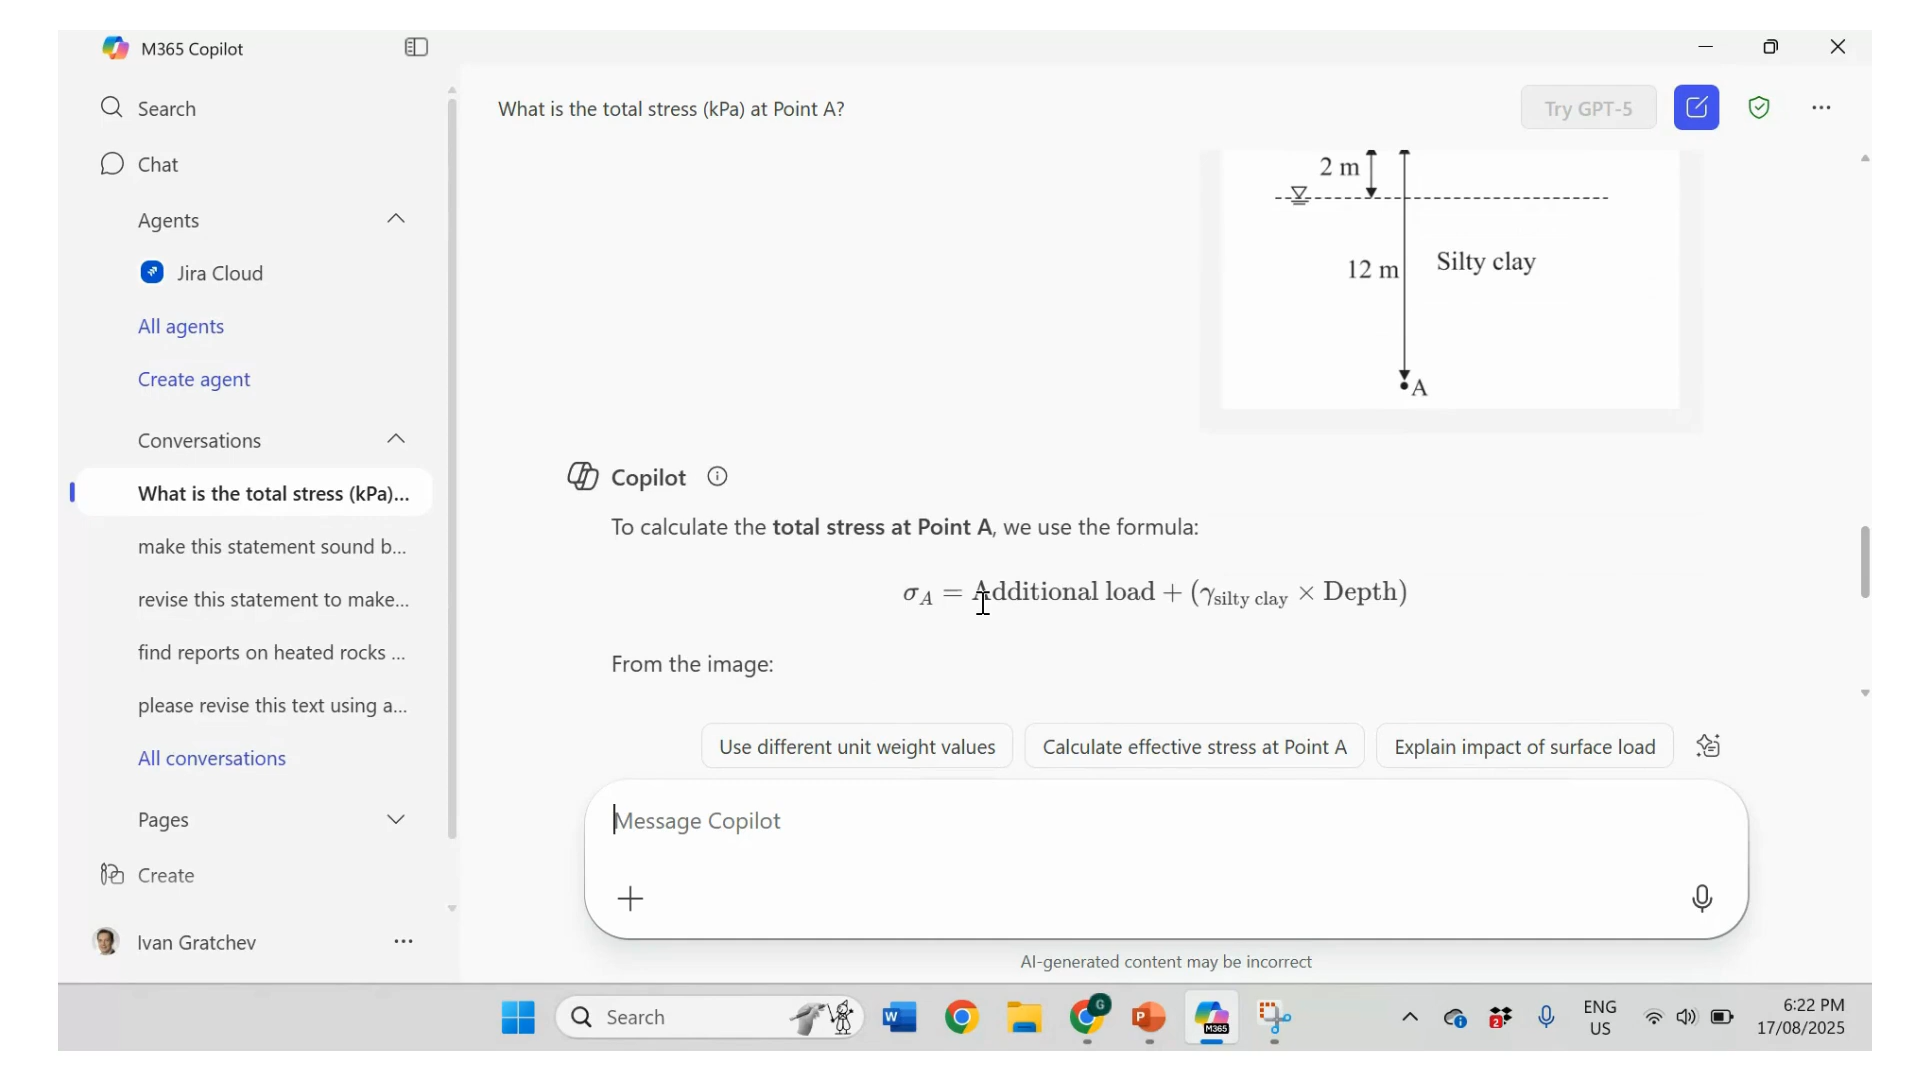 M365 Copilot
Search
Chat
Agents
Jira Cloud
All agents
Create agent
Conversations
What is the total stress (kPa)...
make this statement sound b...
revise this statement to make...
find reports on heated rocks ...
please revise this text using a...
All conversations
Pages
Create
Ivan Gratchev
What is the total stress (kPa) at Point A?
Try GPT-5
2 m
12 m
Silty clay
A
Copilot
To calculate the total stress at Point A, we use the formula:
σ_A = Additional load + (γ_silty clay × Depth)
From the image:
Use different unit weight values
Calculate effective stress at Point A
Explain impact of surface load
Message Copilot
AI-generated content may be incorrect
Search
W
G
P
M365
2
ENG
US
6:22 PM
17/08/2025